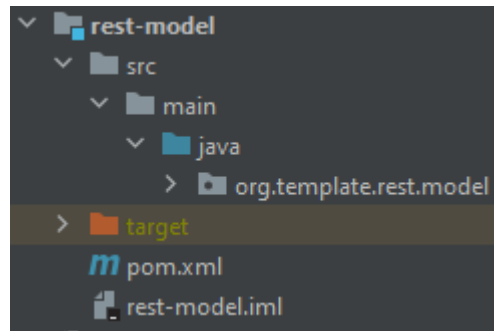 rest-model
src
main
java
org.template.rest.model
target
pom.xml
rest-model.iml